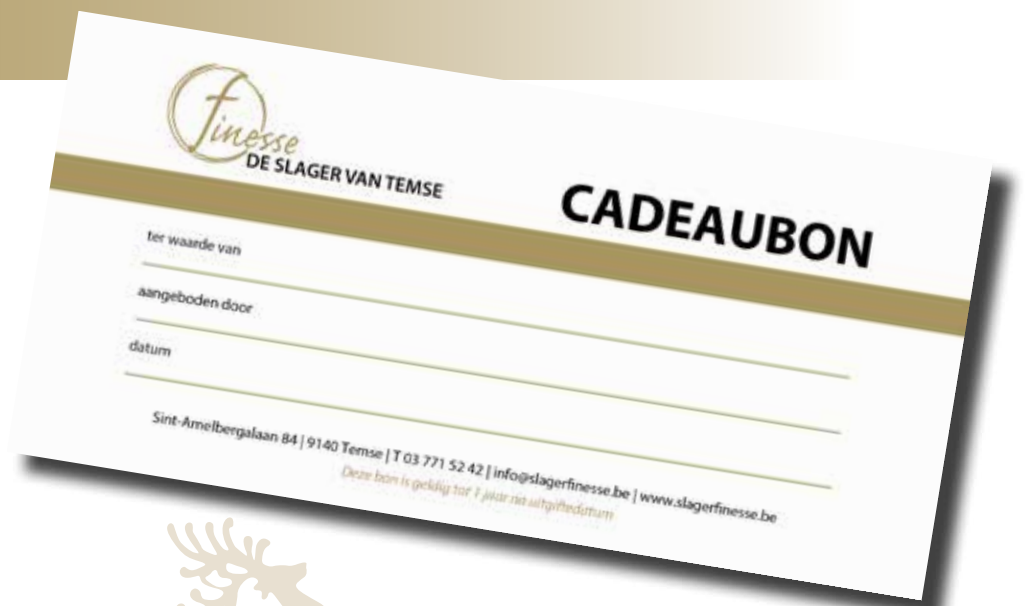 finesse
DE SLAGER VAN TEMSE
CADEAUBON
ter waarde van
aangeboden door
datum
Sint-Amelbergalaan 84 | 9140 Temse | T 03 771 52 42 | info@slagerfinesse.be | www.slagerfinesse.be
Deze bon is geldig tot 1 jaar na uitgiftedatum